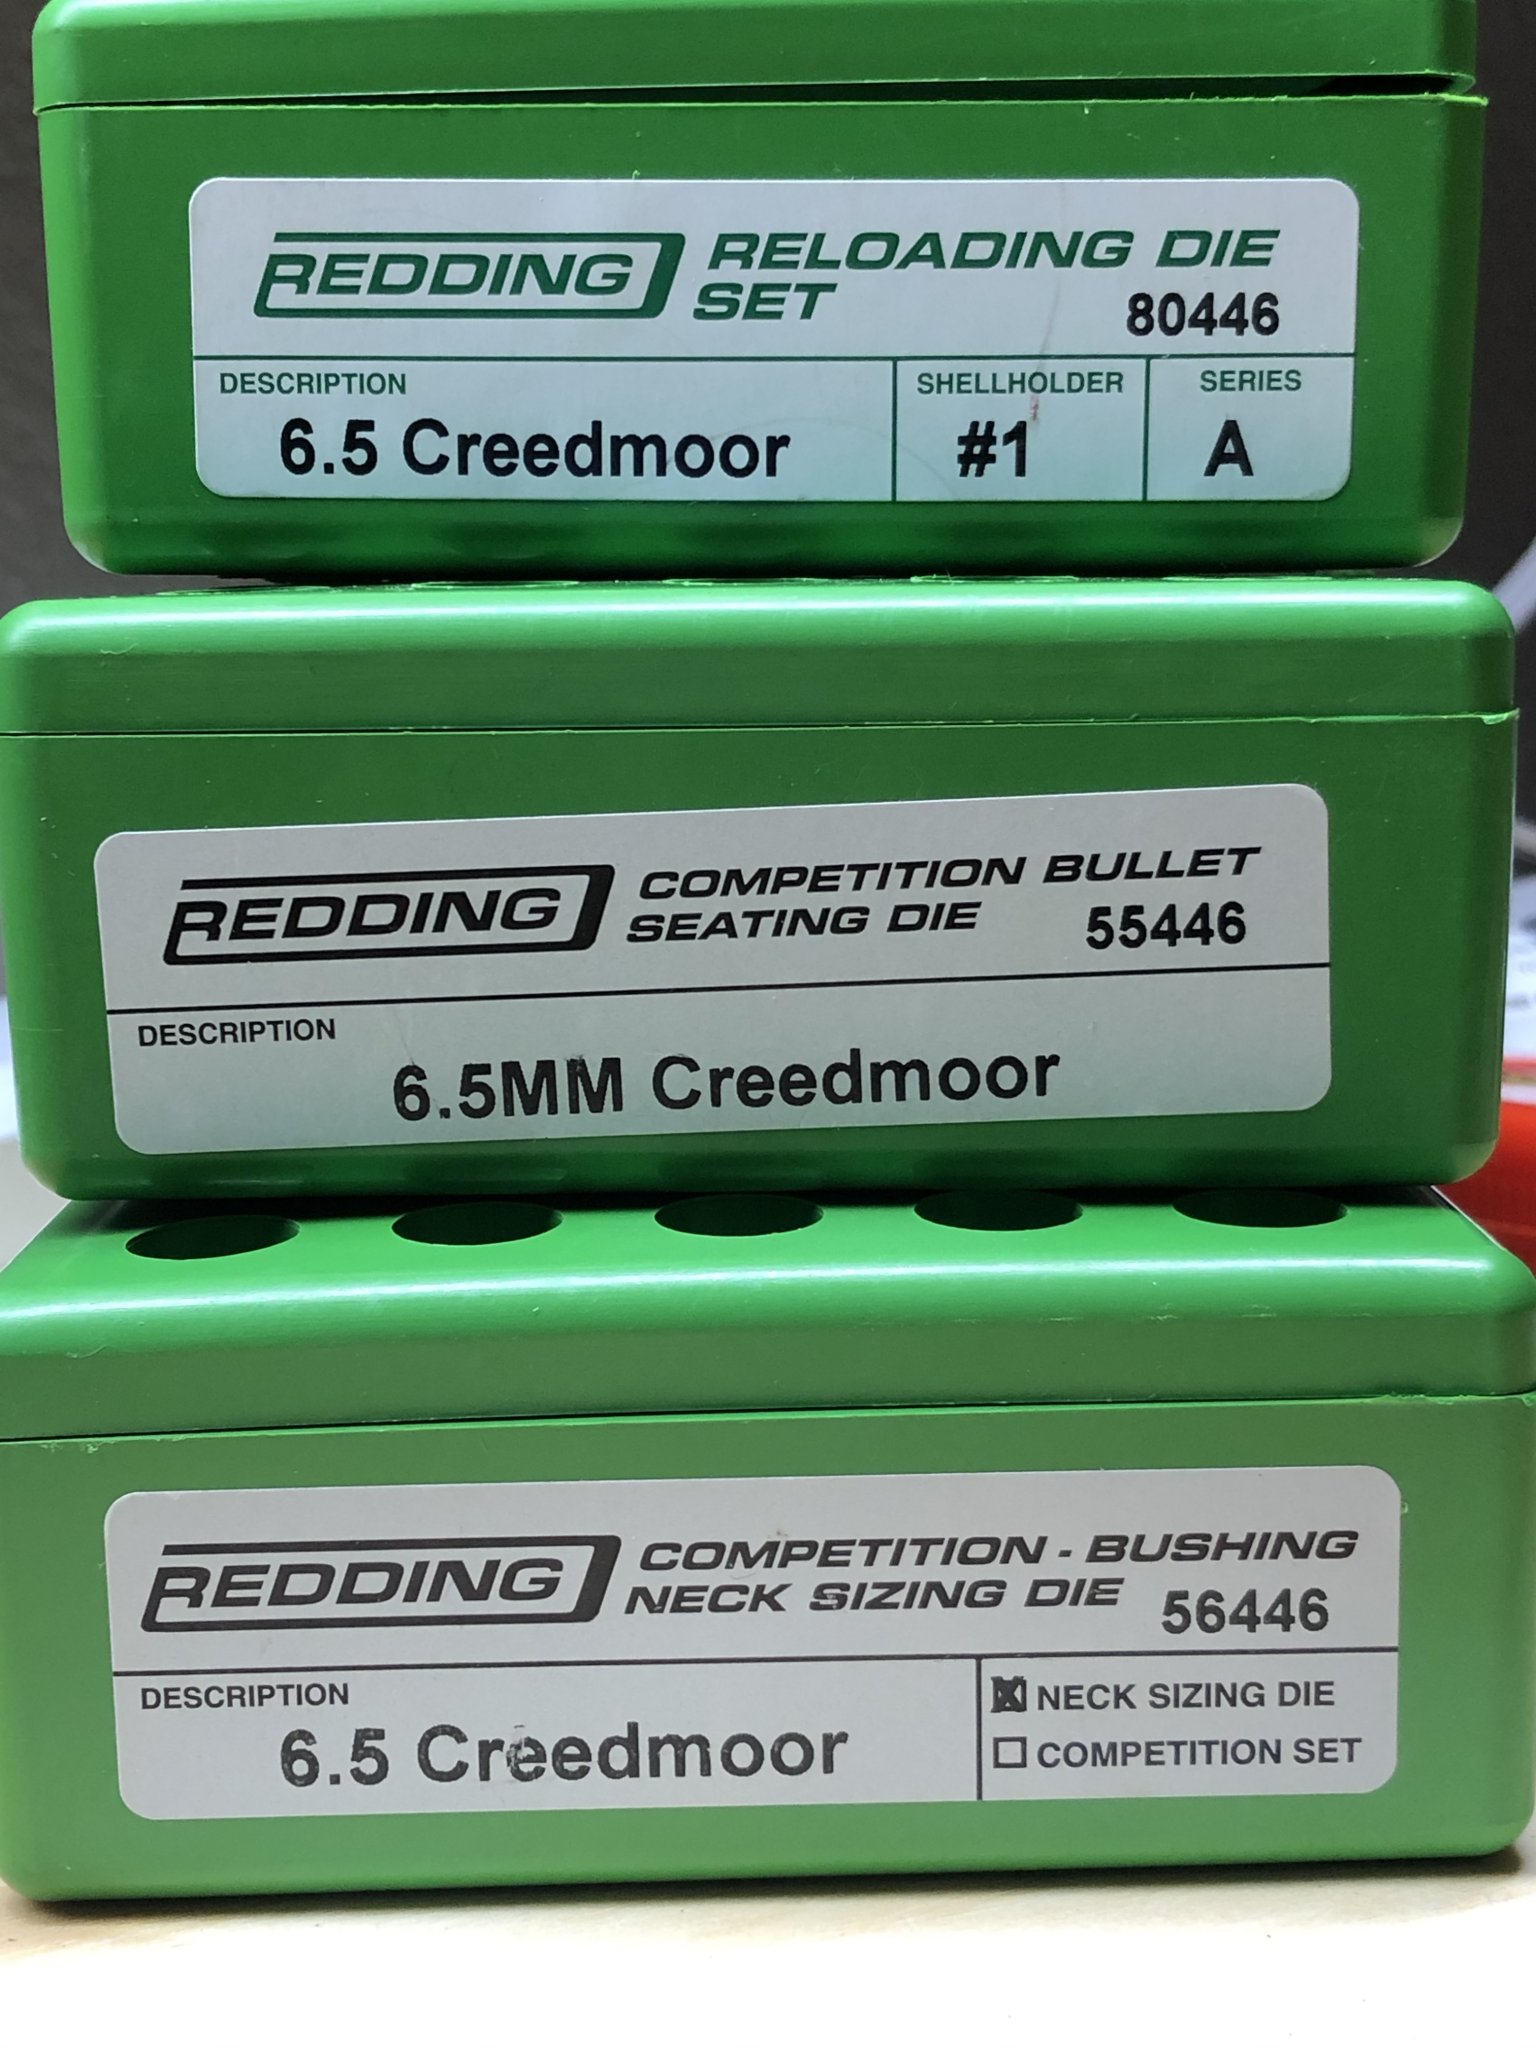 REDDING RELOADING DIE
SET 80446
DESCRIPTION SHELLHOLDER SERIES
6.5 Creedmoor #1 A
REDDING COMPETITION BULLET
SEATING DIE 55446
DESCRIPTION
6.5MM Creedmoor
REDDING COMPETITION - BUSHING
NECK SIZING DIE 56446
DESCRIPTION
6.5 Creedmoor
NECK SIZING DIE
COMPETITION SET